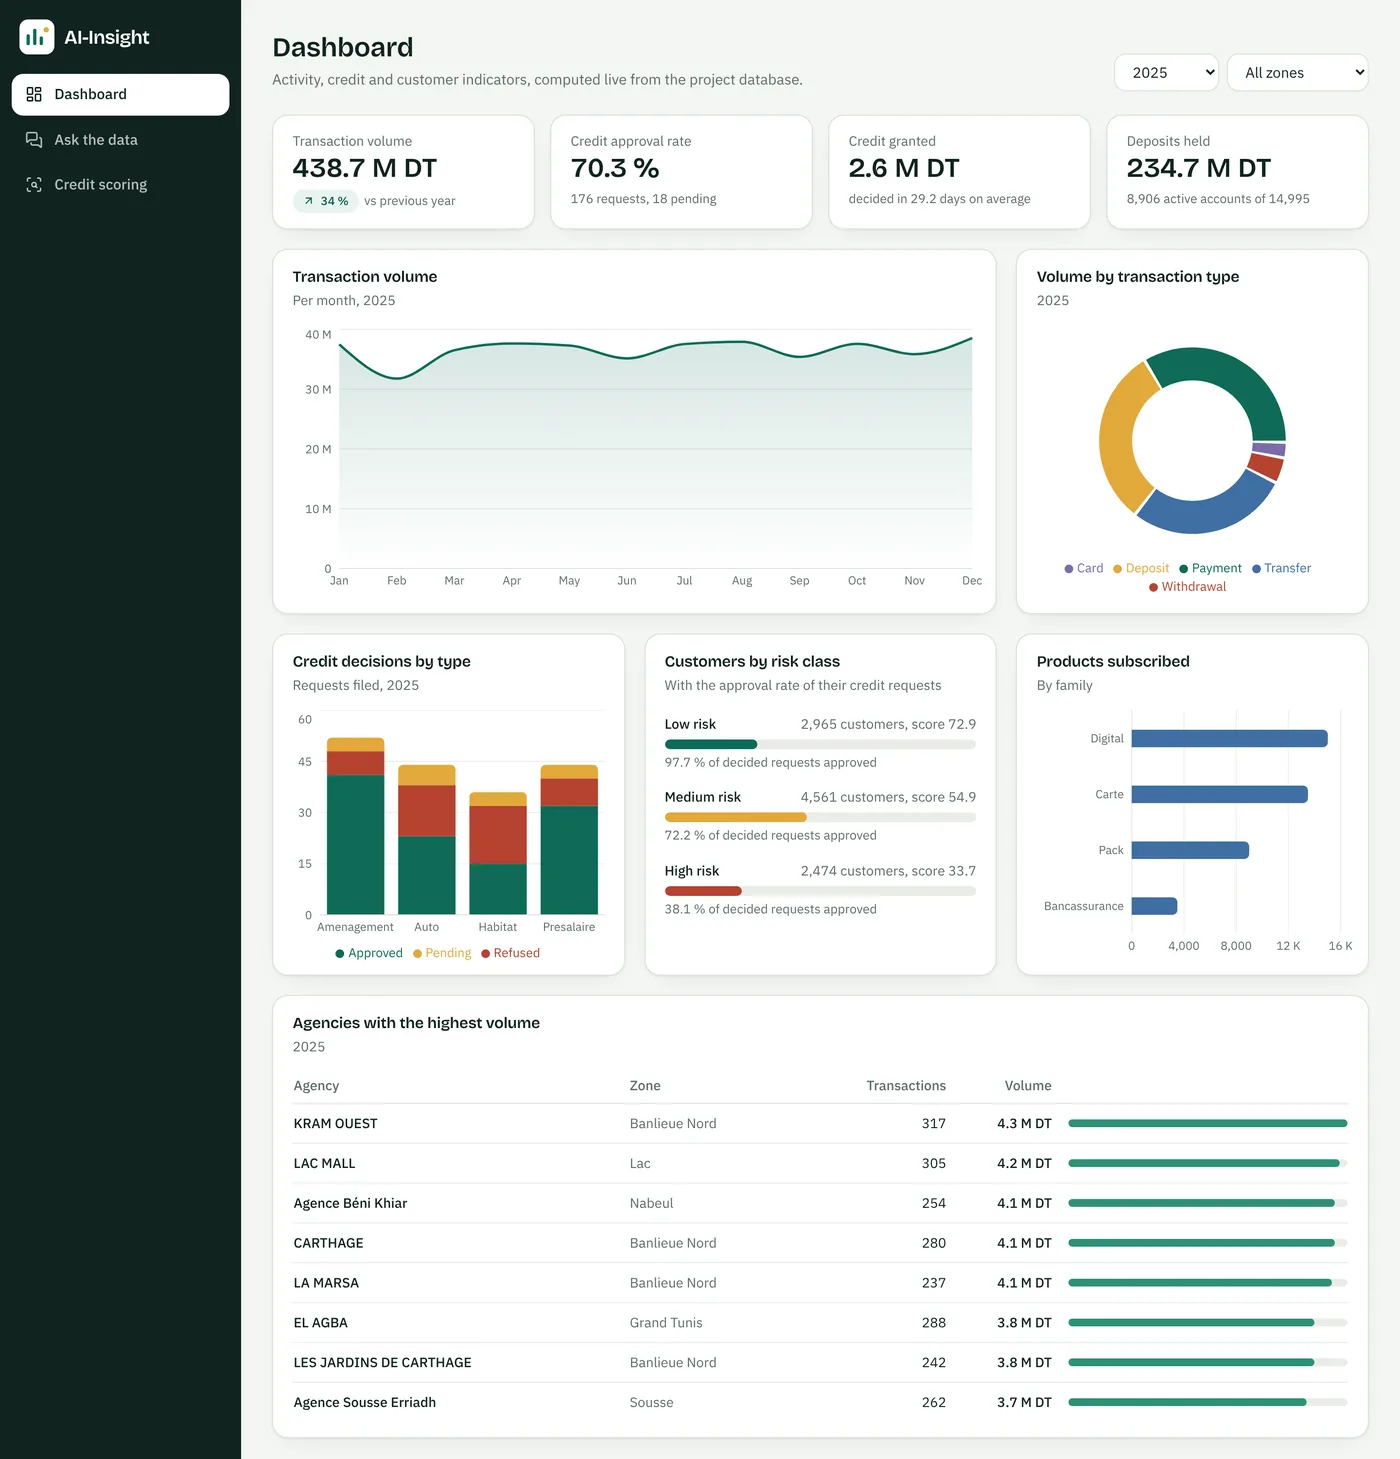 AI-Insight
Dashboard
Ask the data
Credit scoring
Dashboard
Activity, credit and customer indicators, computed live from the project database.
2025
All zones
Transaction volume
438.7 M DT
34 % vs previous year
Credit approval rate
70.3 %
176 requests, 18 pending
Credit granted
2.6 M DT
decided in 29.2 days on average
Deposits held
234.7 M DT
8,906 active accounts of 14,995
Transaction volume
Per month, 2025
40 M
30 M
20 M
10 M
0
Jan Feb Mar Apr May Jun Jul Aug Sep Oct Nov Dec
Volume by transaction type
2025
Card Deposit Payment Transfer
Withdrawal
Credit decisions by type
Requests filed, 2025
60
45
30
15
0
Amenagement Auto Habitat Presalaire
Approved Pending Refused
Customers by risk class
With the approval rate of their credit requests
Low risk 2,965 customers, score 72.9
97.7 % of decided requests approved
Medium risk 4,561 customers, score 54.9
72.2 % of decided requests approved
High risk 2,474 customers, score 33.7
38.1 % of decided requests approved
Products subscribed
By family
Digital
Carte
Pack
Bancassurance
0 4,000 8,000 12 K 16 K
Agencies with the highest volume
2025
Agency Zone Transactions Volume
KRAM OUEST Banlieue Nord 317 4.3 M DT
LAC MALL Lac 305 4.2 M DT
Agence Béni Khiar Nabeul 254 4.1 M DT
CARTHAGE Banlieue Nord 280 4.1 M DT
LA MARSA Banlieue Nord 237 4.1 M DT
EL AGBA Grand Tunis 288 3.8 M DT
LES JARDINS DE CARTHAGE Banlieue Nord 242 3.8 M DT
Agence Sousse Erriadh Sousse 262 3.7 M DT